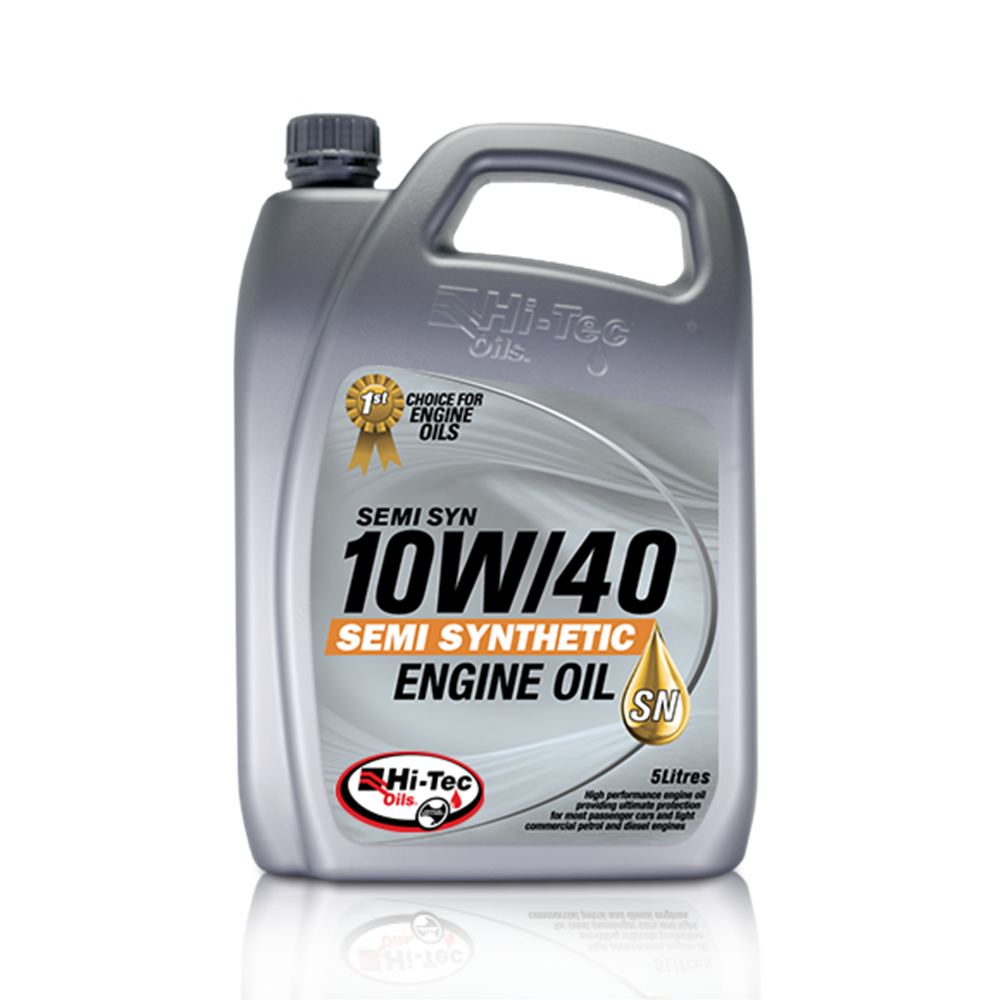 Hi-Tec
Oils.
1st
CHOICE FOR
ENGINE
OILS
SEMI SYN
10W/40
SEMI SYNTHETIC
ENGINE OIL
SN
Hi-Tec
Oils.
5Litres
High performance engine oil
providing ultimate protection
for most passenger cars and light
commercial petrol and diesel engines